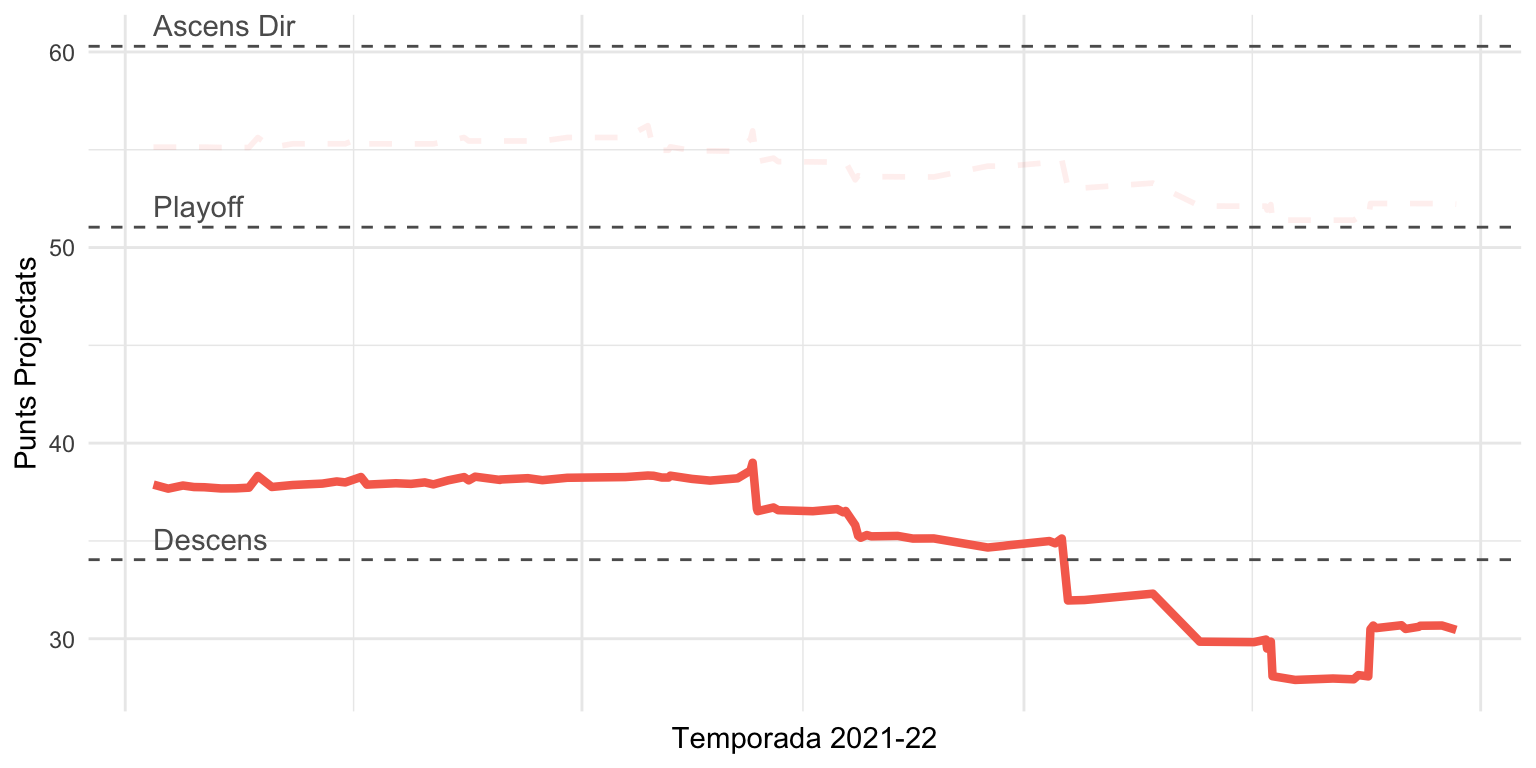 Ascens Dir
60
Playoff
50
Punts Projectats
40
Descens
30
Temporada 2021-22